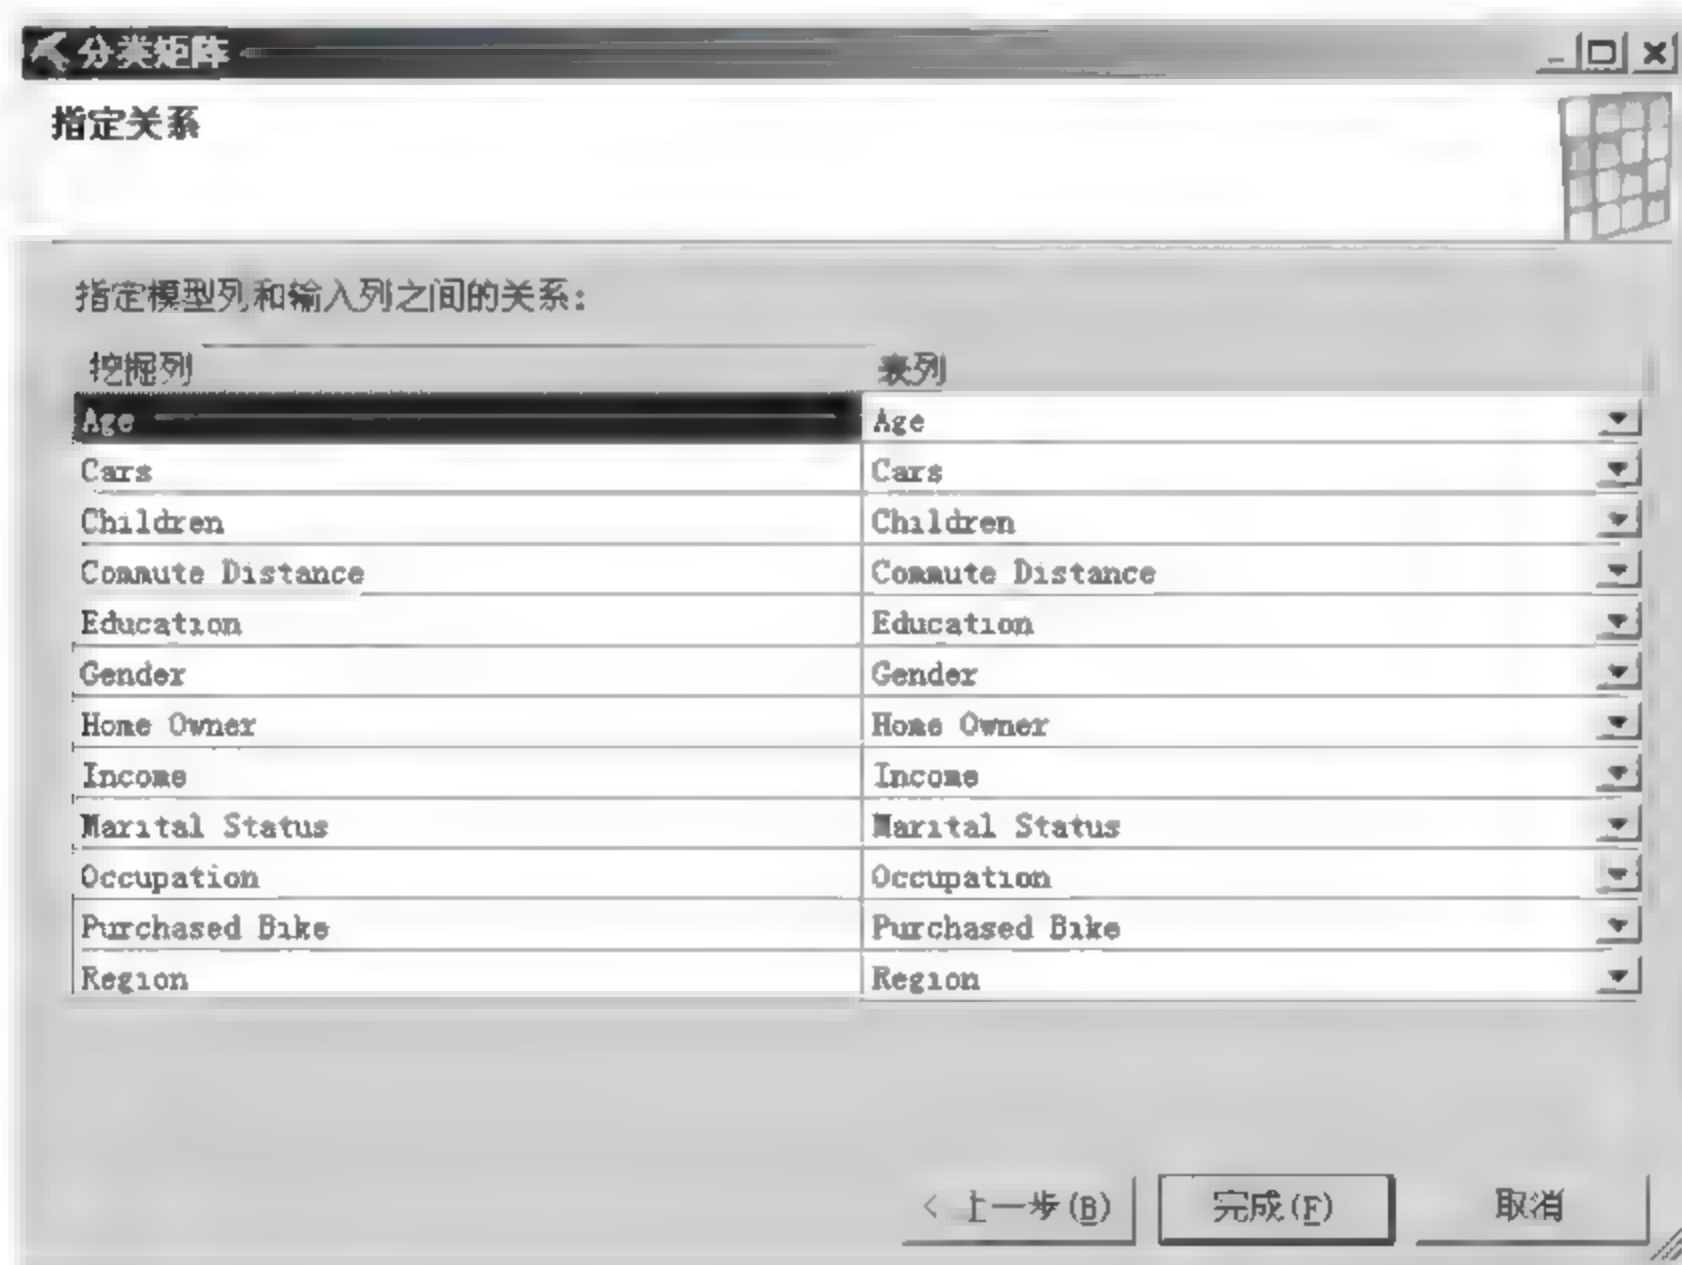 分类矩阵
指定关系
指定模型列和输入列之间的关系:
挖掘列 表列
Age Age
Cars Cars
Children Children
Commute Distance Commute Distance
Education Education
Gender Gender
Home Owner Home Owner
Income Income
Marital Status Marital Status
Occupation Occupation
Purchased Bike Purchased Bike
Region Region
< 上一步(B) 完成(F) 取消